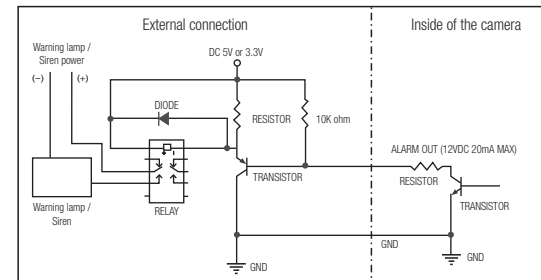 External connection
Inside of the camera
Warning lamp /
Siren power
(−)
(+)
DC 5V or 3.3V
DIODE
RESISTOR
10K ohm
ALARM OUT (12VDC 20mA MAX)
RESISTOR
TRANSISTOR
TRANSISTOR
Warning lamp /
Siren
RELAY
GND
GND
GND